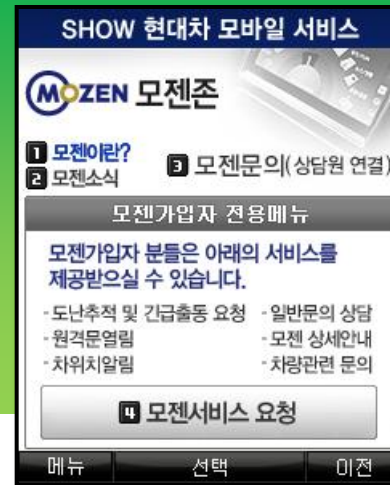 SHOW 현대차 모바일 서비스
MOZEN 모젠존
1 모젠이란?
2 모젠소식
3 모젠문의(상담원 연결)
모젠가입자 전용메뉴
모젠가입자 분들은 아래의 서비스를
제공받으실 수 있습니다.
-도난추적 및 긴급출동 요청
-원격문열림
-차위치알림
-일반문의 상담
-모젠 상세안내
-차량관련 문의
4 모젠서비스 요청
메뉴 선택 이전